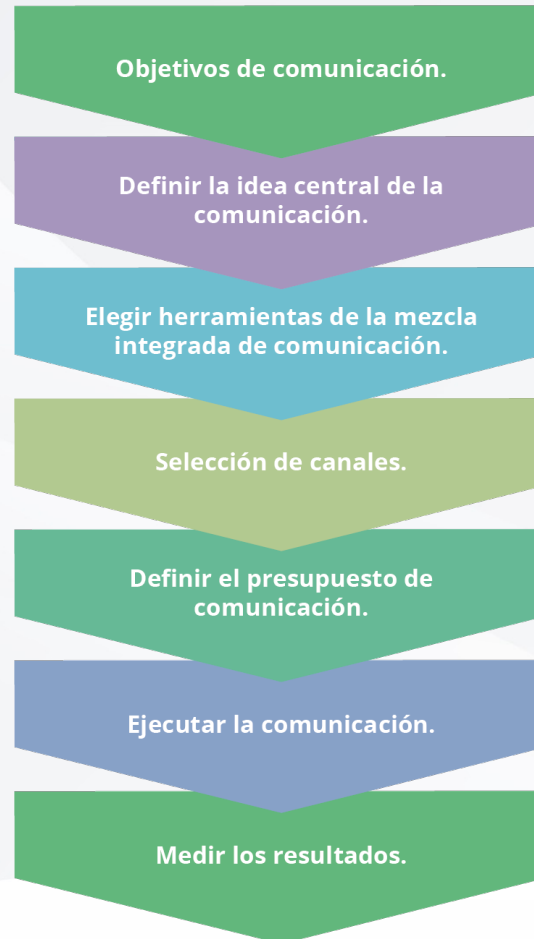 Objetivos de comunicación.
Definir la idea central de la
comunicación.
Elegir herramientas de la mezcla
integrada de comunicación.
Selección de canales.
Definir el presupuesto de
comunicación.
Ejecutar la comunicación.
Medir los resultados.